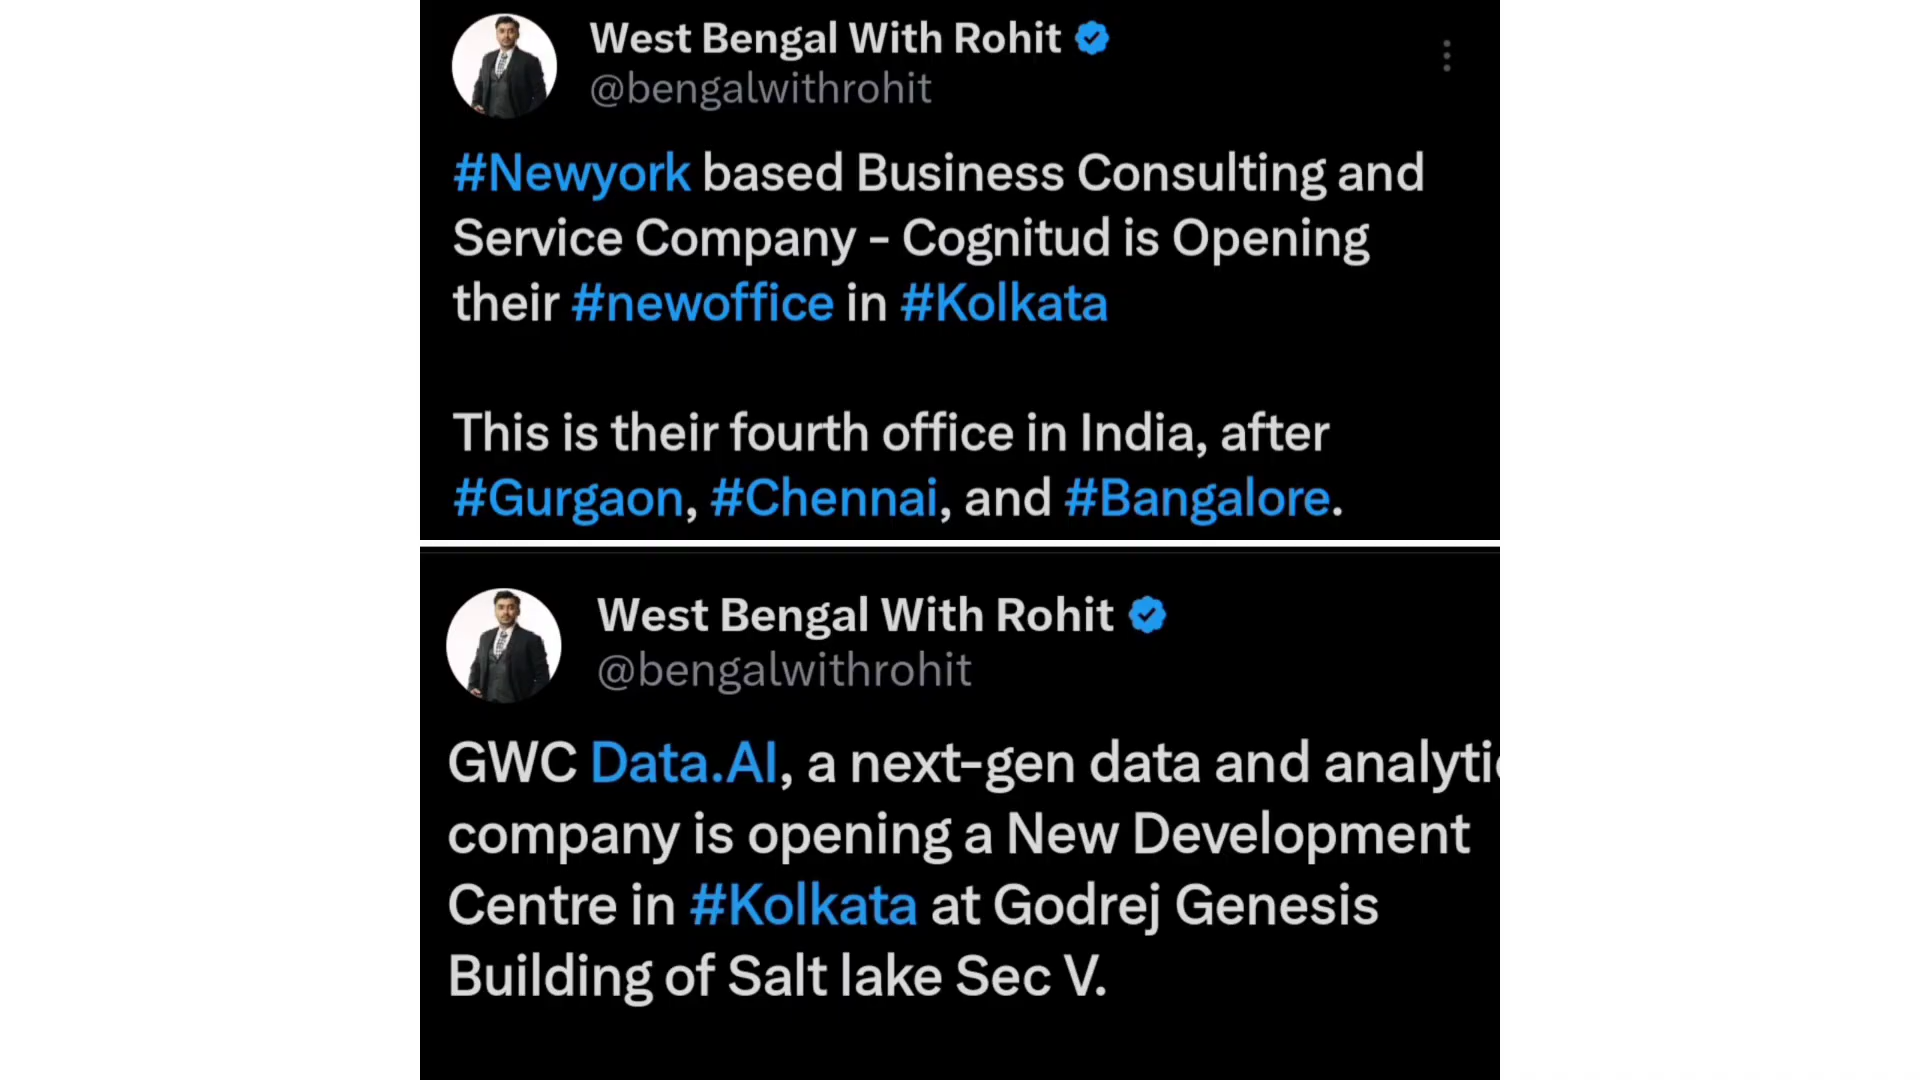 West Bengal With Rohit
@bengalwithrohit
#Newyork based Business Consulting and
Service Company - Cognitud is Opening
their #newoffice in #Kolkata
This is their fourth office in India, after
#Gurgaon, #Chennai, and #Bangalore.
West Bengal With Rohit
@bengalwithrohit
GWC Data.AI, a next-gen data and analytic
company is opening a New Development
Centre in #Kolkata at Godrej Genesis
Building of Salt lake Sec V.